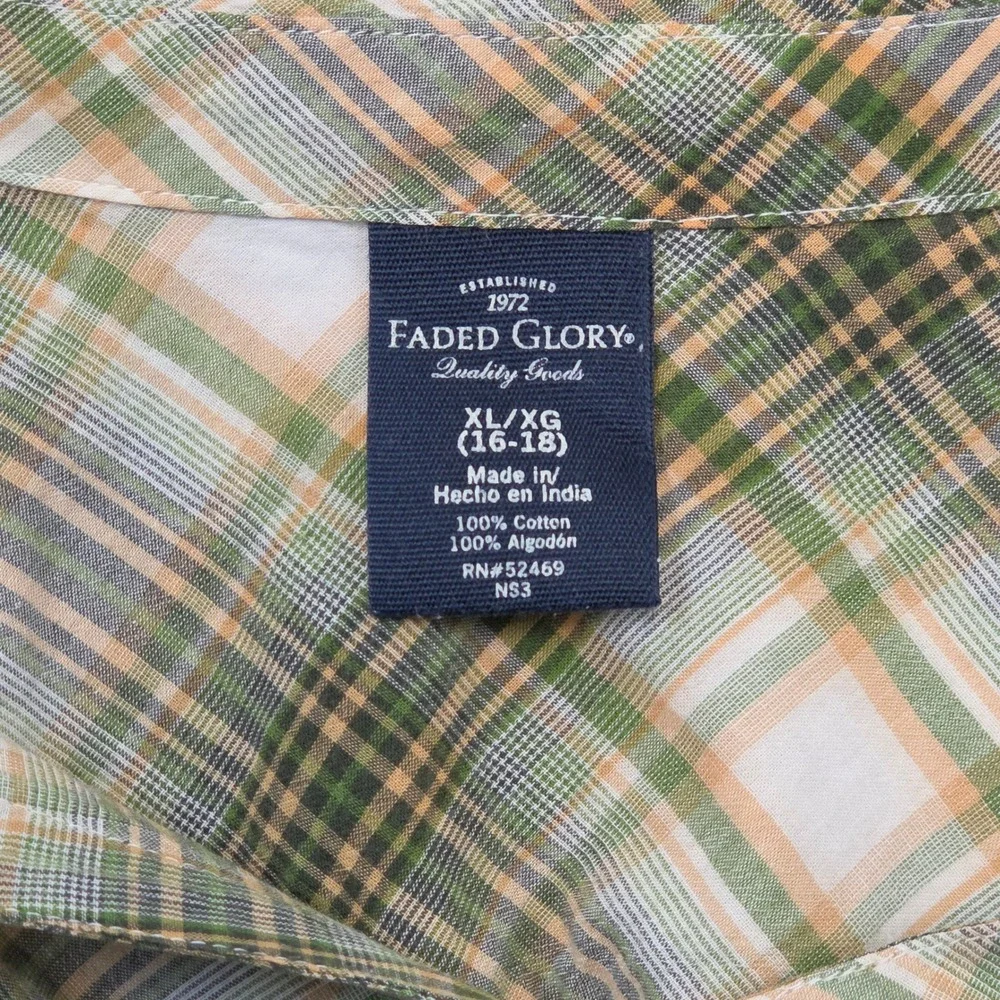 ESTABLISHED
1972
FADED GLORY®
Quality Goods
XL/XG
(16-18)
Made in/
Hecho en India
100% Cotton
100% Algodón
RN#52469
NS3